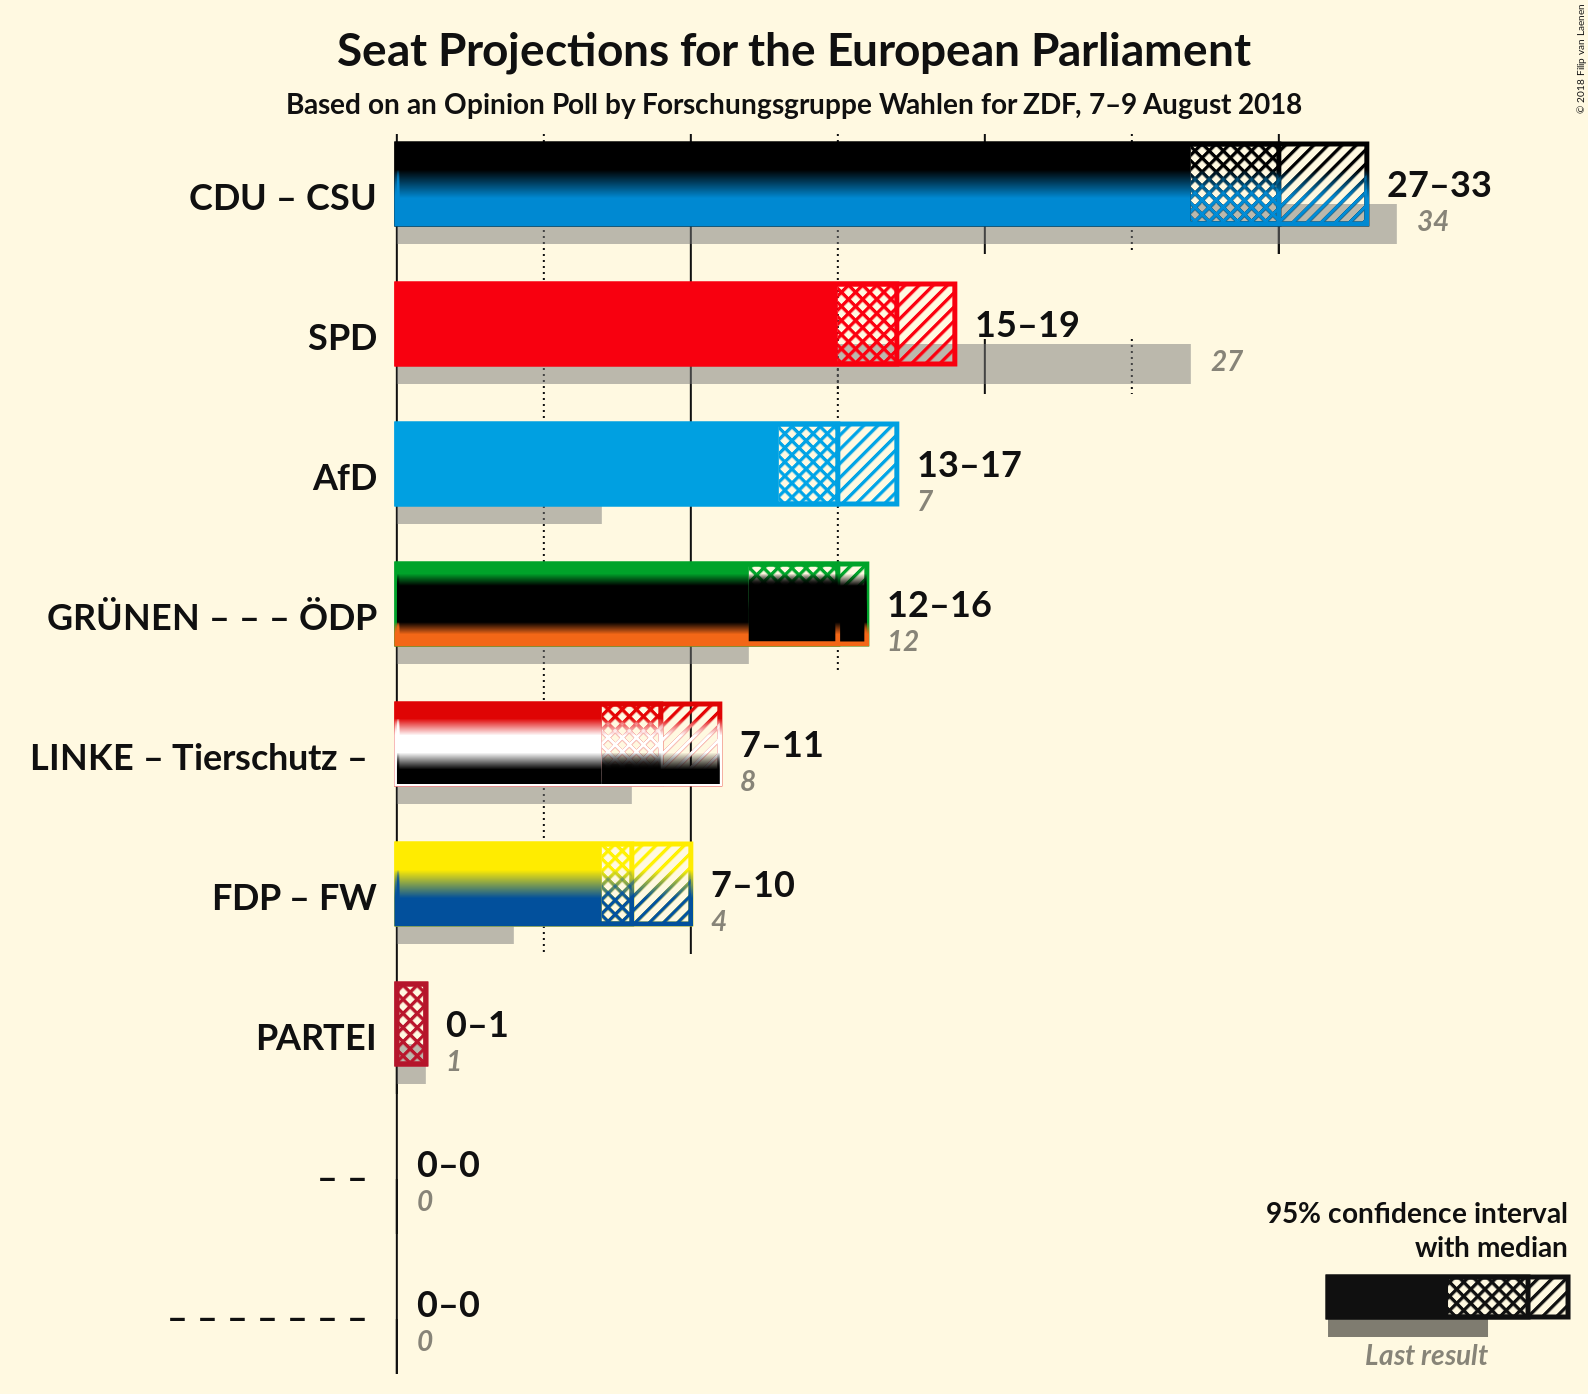 Seat Projections for the European Parliament
Based on an Opinion Poll by Forschungsgruppe Wahlen for ZDF, 7–9 August 2018
© 2018 Filip van Laenen
CDU – CSU
27–33
34
SPD
15–19
27
AfD
13–17
7
GRÜNEN – – – ÖDP
12–16
12
LINKE – Tierschutz –
7–11
8
FDP – FW
7–10
4
PARTEI
0–1
1
– –
0–0
0
– – – – – – –
0–0
0
95% confidence interval
with median
Last result